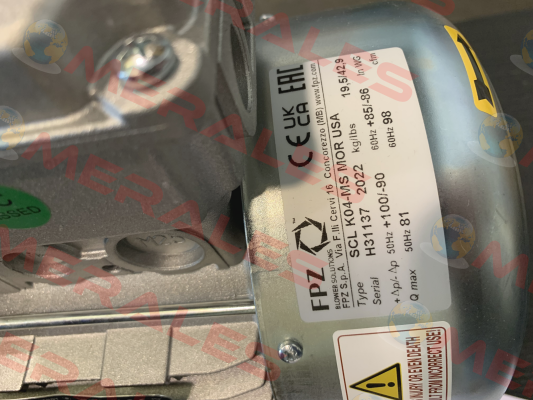 FPZ
BLOWER SOLUTIONS
FPZ S.p.A. Via F.lli Cervi 16 Concorezzo (MB) www.fpz.com
CE UK CA EAC
Type SCL K04-MS MOR USA 19,5/42,9
Serial H31137 2022 kg/lbs in WG
+ Δp/- Δp 50Hz +100/-90 60Hz +85/-86 cfm
Q max 50Hz 81 60Hz 98
INJURY OR EVEN DEATH
FROM INCORRECT USE!
MERALES